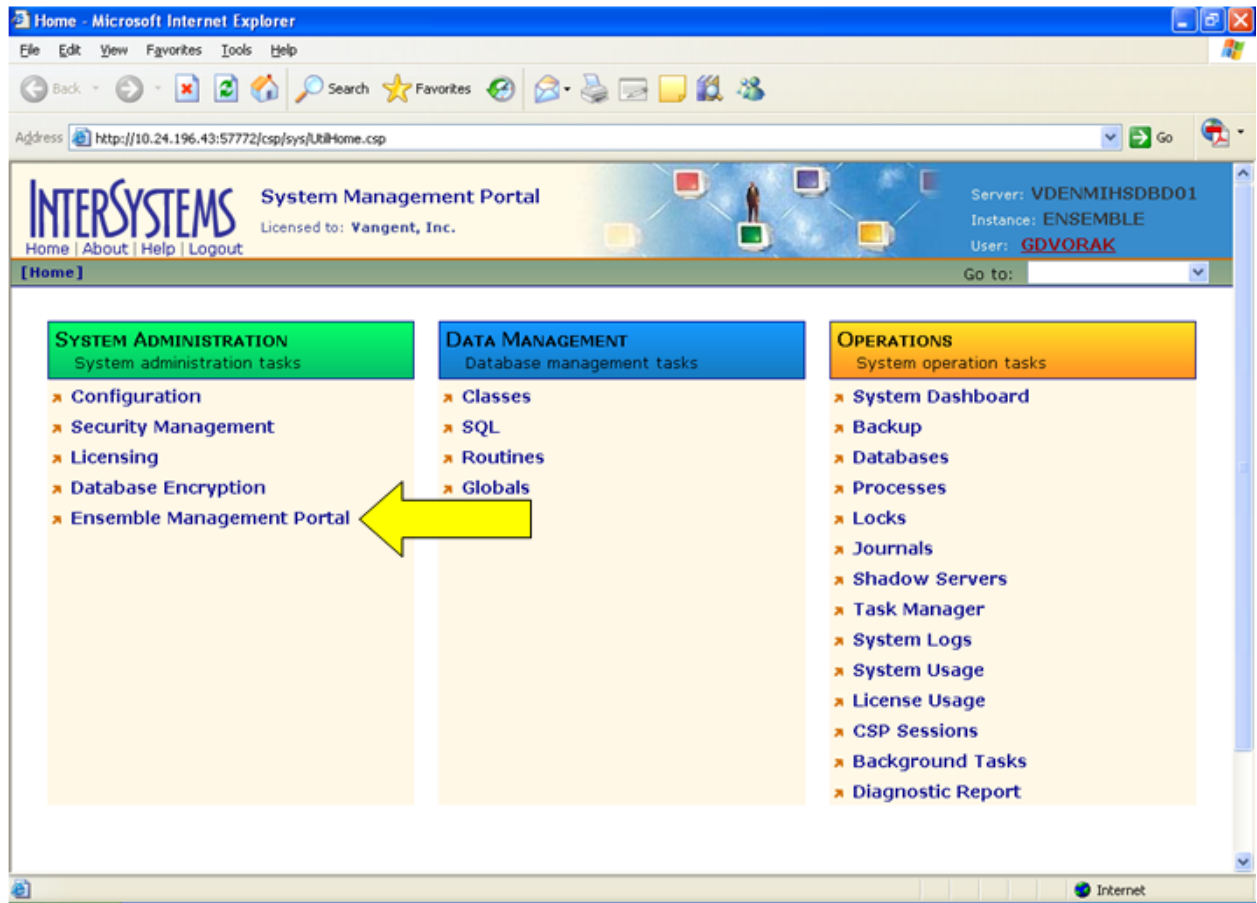 Home - Microsoft Internet Explorer
File Edit View Favorites Tools Help
Back Search Favorites
Address http://10.24.196.43:57772/csp/sys/UtilHome.csp Go
INTERSYSTEMS
Home | About | Help | Logout
System Management Portal
Licensed to: Vangent, Inc.
Server: VDENMIHSDBD01
Instance: ENSEMBLE
User: GDVORAK
[Home] Go to:
SYSTEM ADMINISTRATION
System administration tasks
Configuration
Security Management
Licensing
Database Encryption
Ensemble Management Portal
DATA MANAGEMENT
Database management tasks
Classes
SQL
Routines
Globals
OPERATIONS
System operation tasks
System Dashboard
Backup
Databases
Processes
Locks
Journals
Shadow Servers
Task Manager
System Logs
System Usage
License Usage
CSP Sessions
Background Tasks
Diagnostic Report
Internet